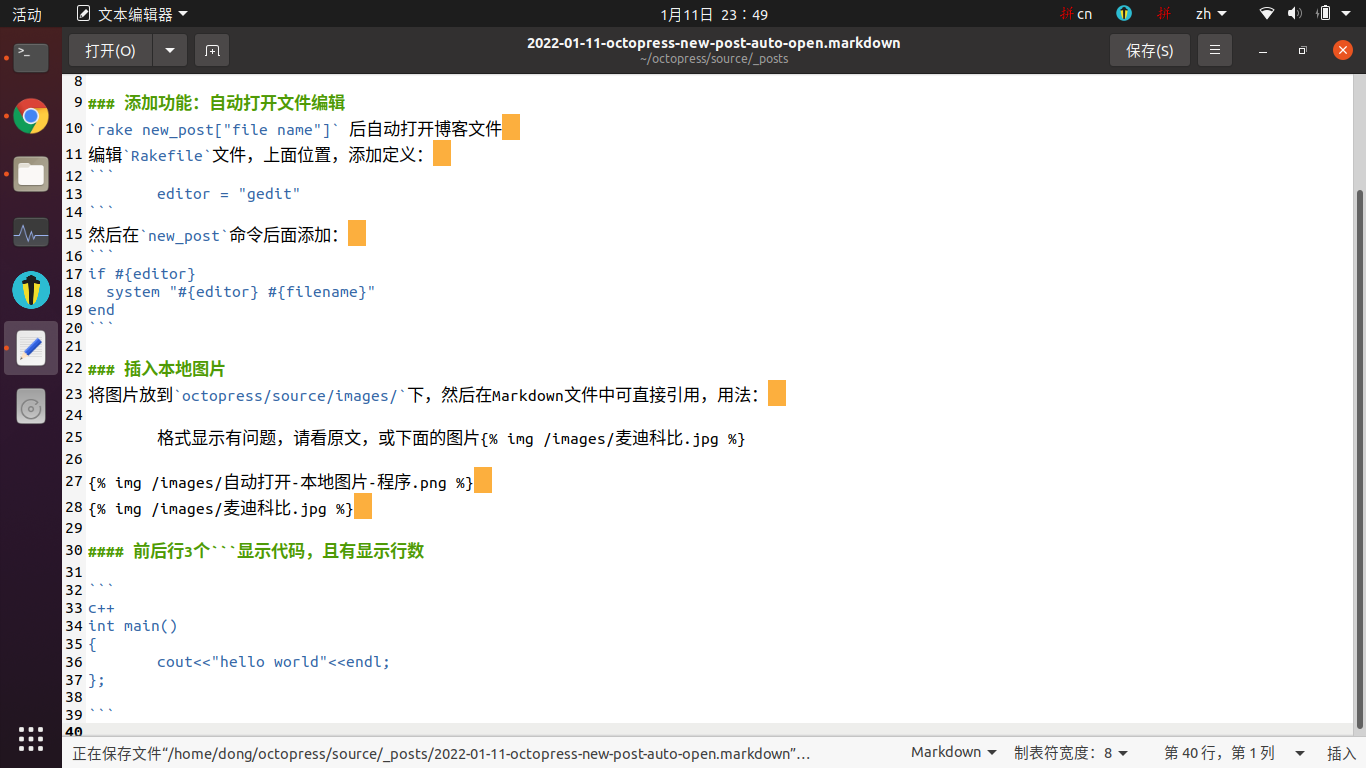 活动 文本编辑器 1月11日 23：49 拼 cn 拼 zh
打开(O) 2022-01-11-octopress-new-post-auto-open.markdown 保存(S)
~/octopress/source/_posts
8
9 ### 添加功能：自动打开文件编辑
10 `rake new_post["file name"]` 后自动打开博客文件
11 编辑`Rakefile`文件，上面位置，添加定义：
12 ```
13 editor = "gedit"
14 ```
15 然后在`new_post`命令后面添加：
16 ```
17 if #{editor}
18   system "#{editor} #{filename}"
19 end
20 ```
21
22 ### 插入本地图片
23 将图片放到`octopress/source/images/`下，然后在Markdown文件中可直接引用，用法：
24
25 格式显示有问题，请看原文，或下面的图片{% img /images/麦迪科比.jpg %}
26
27 {% img /images/自动打开-本地图片-程序.png %}
28 {% img /images/麦迪科比.jpg %}
29
30 #### 前后行3个```显示代码，且有显示行数
31
32 ```
33 c++
34 int main()
35 {
36 cout<<"hello world"<<endl;
37 };
38
39 ```
40
正在保存文件“/home/dong/octopress/source/_posts/2022-01-11-octopress-new-post-auto-open.markdown”… Markdown 制表符宽度：8 第 40 行，第 1 列 插入